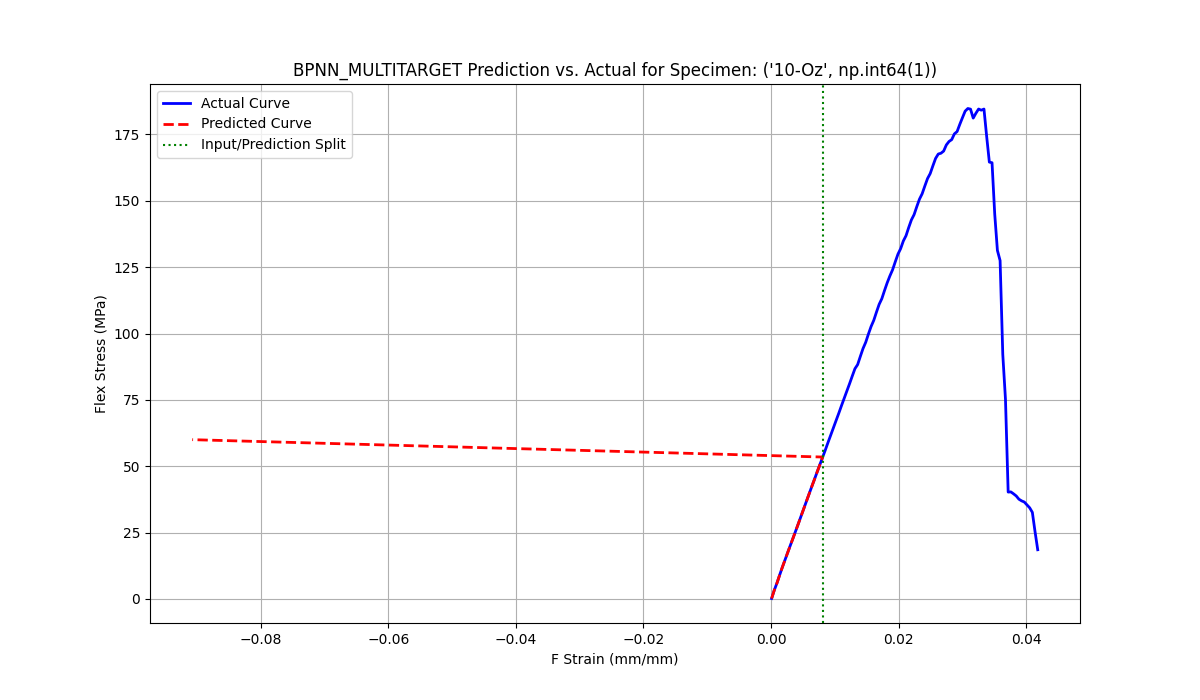 BPNN_MULTITARGET Prediction vs. Actual for Specimen: ('10-Oz', np.int64(1))
Actual Curve
Predicted Curve
Input/Prediction Split
Flex Stress (MPa)
175
150
125
100
75
50
25
0
−0.08 −0.06 −0.04 −0.02 0.00 0.02 0.04
F Strain (mm/mm)